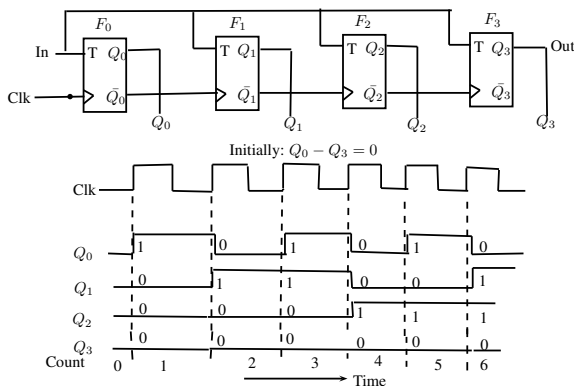 F₀ F₁ F₂ F₃
In T Q₀ T Q₁ T Q₂ T Q₃ Out
Clk Q̄₀ Q̄₁ Q̄₂ Q̄₃
Q₀ Q₁ Q₂ Q₃
Initially: Q₀ − Q₃ = 0
Clk
Q₀ 1 0 1 0 1 0
Q₁ 0 1 1 0 0 1
Q₂ 0 0 0 1 1 1
Q₃ 0 0 0 0 0 0
Count 0 1 2 3 4 5 6
Time